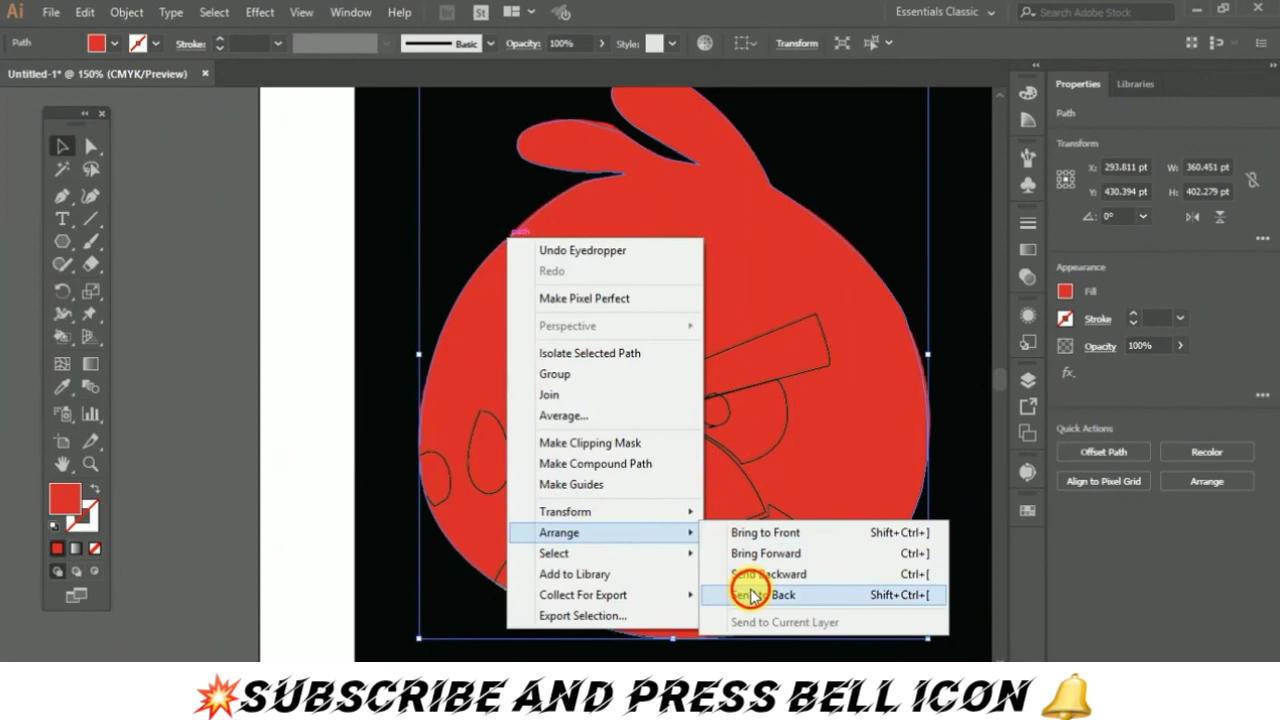 Ai File Edit Object Type Select Effect View Window Help Br St Essentials Classic Search Adobe Stock
Path Stroke: Basic Opacity: 100% Style: Transform
Untitled-1* @ 150% (CMYK/Preview) ×
Properties Libraries
Path
Transform
X: 293.811 pt W: 360.451 pt
Y: 430.394 pt H: 402.279 pt
0°
Appearance
Fill
Stroke
Opacity 100%
fx.
Quick Actions
Offset Path Recolor
Align to Pixel Grid Arrange
path
Undo Eyedropper
Redo
Make Pixel Perfect
Perspective
Isolate Selected Path
Group
Join
Average...
Make Clipping Mask
Make Compound Path
Make Guides
Transform
Arrange
Select
Add to Library
Collect For Export
Export Selection...
Bring to Front Shift+Ctrl+]
Bring Forward Ctrl+]
Send Backward Ctrl+[
Send to Back Shift+Ctrl+[
Send to Current Layer
💥SUBSCRIBE AND PRESS BELL ICON 🔔